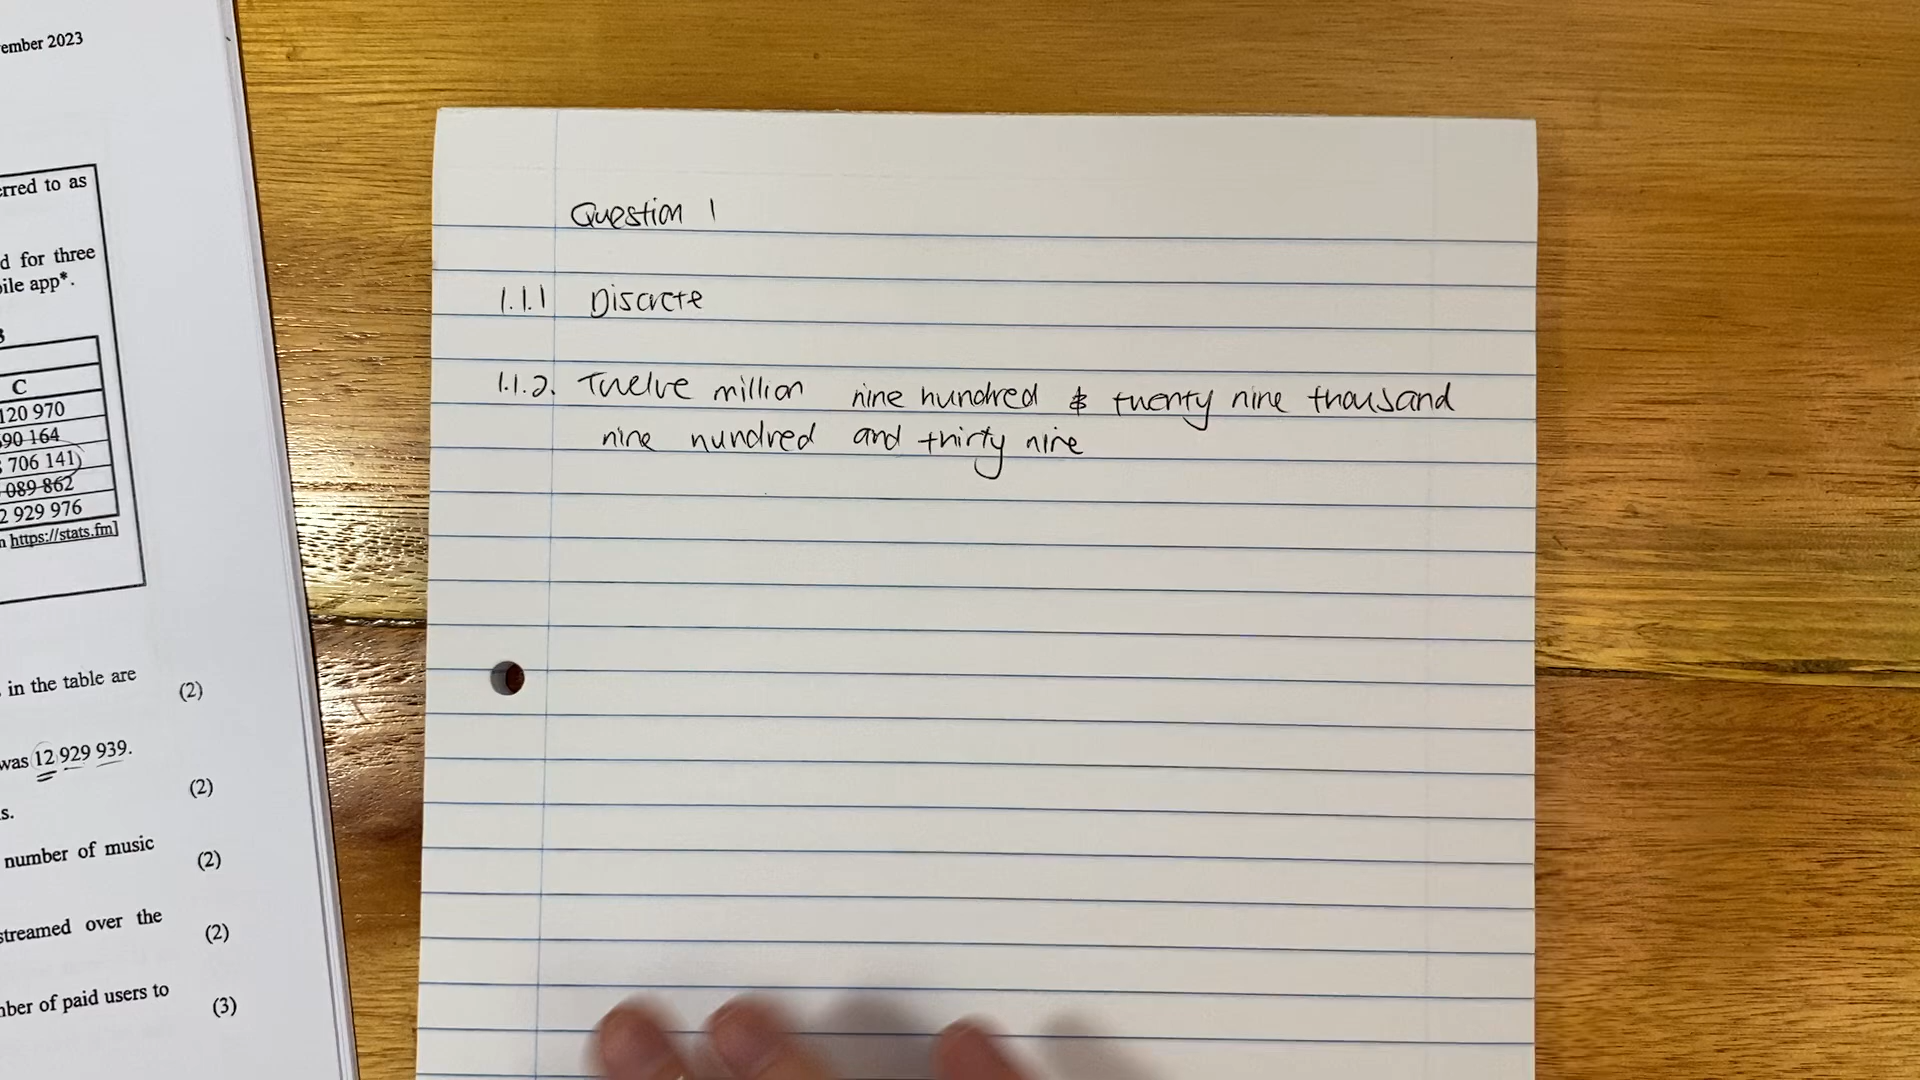 ember 2023
erred to as
d for three
ile app*.
C
120 970
90 164
706 141
089 862
2 929 976
n https://stats.fm]
in the table are
(2)
was 12 929 939.
(2)
s.
number of music
(2)
streamed over the
(2)
ber of paid users to
(3)
Question 1
1.1.1 Discrete
1.1.2. Twelve million nine hundred & twenty nine thousand
nine hundred and thirty nine